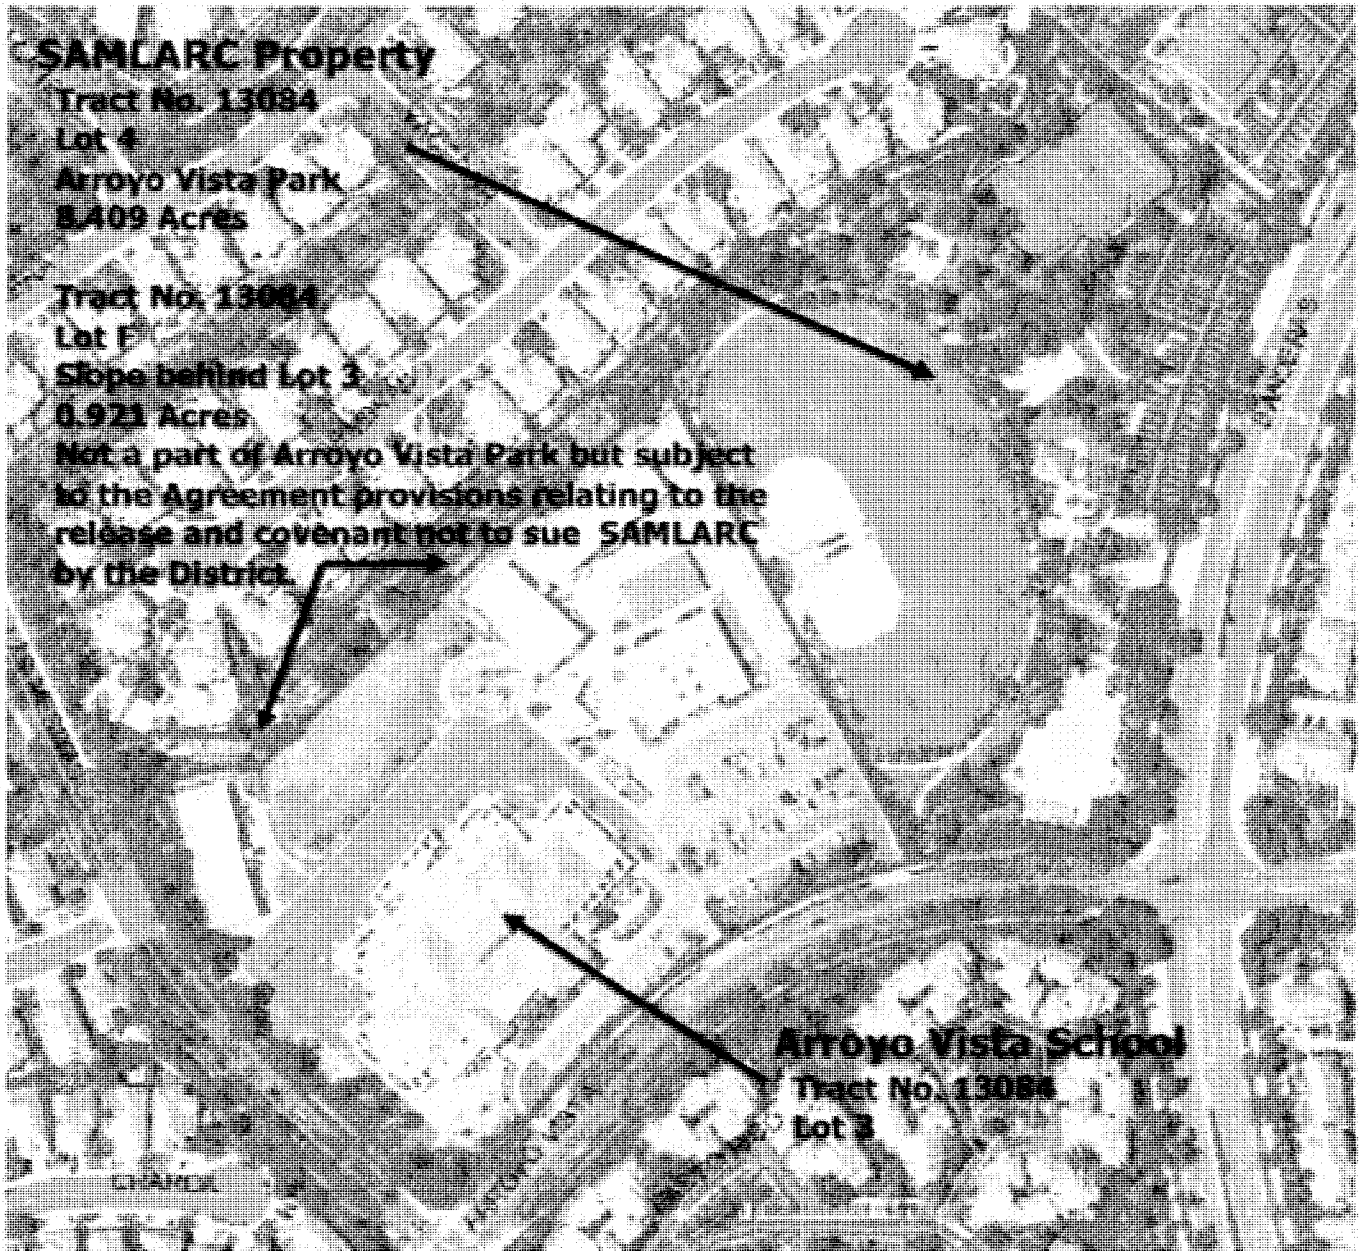 SAMLARC Property
Tract No. 13084
Lot 4
Arroyo Vista Park
8.409 Acres
Tract No. 13084
Lot F
Slope behind Lot 3
0.921 Acres
Not a part of Arroyo Vista Park but subject
to the Agreement provisions relating to the
release and covenant not to sue SAMLARC
by the District.
Arroyo Vista School
Tract No. 13084
Lot 3
ARROYO VISTA